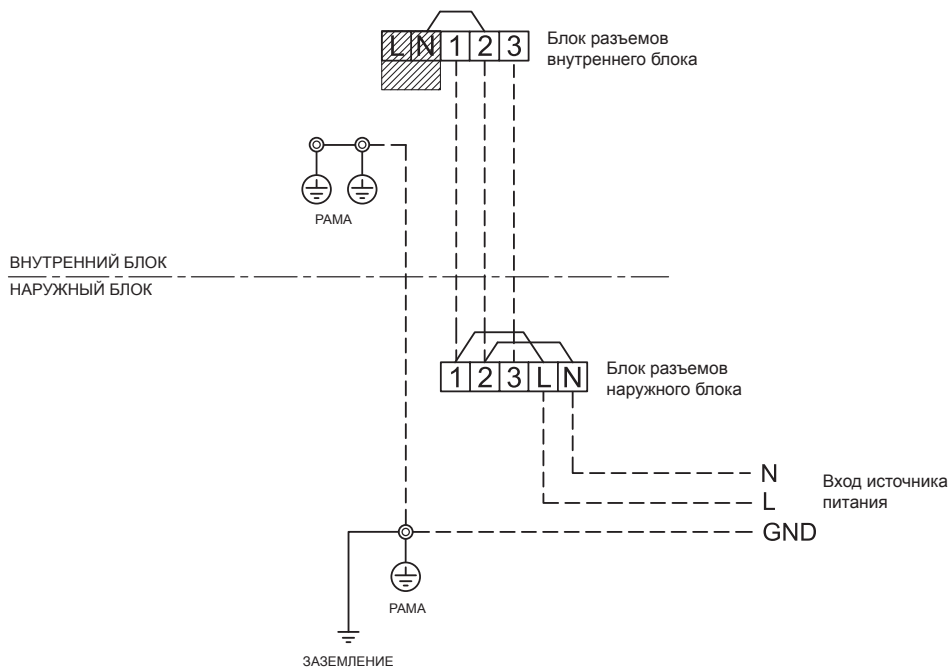 L N 1 2 3
Блок разъемов
внутреннего блока
РАМА
ВНУТРЕННИЙ БЛОК
НАРУЖНЫЙ БЛОК
1 2 3 L N
Блок разъемов
наружного блока
N
L
GND
Вход источника
питания
РАМА
ЗАЗЕМЛЕНИЕ